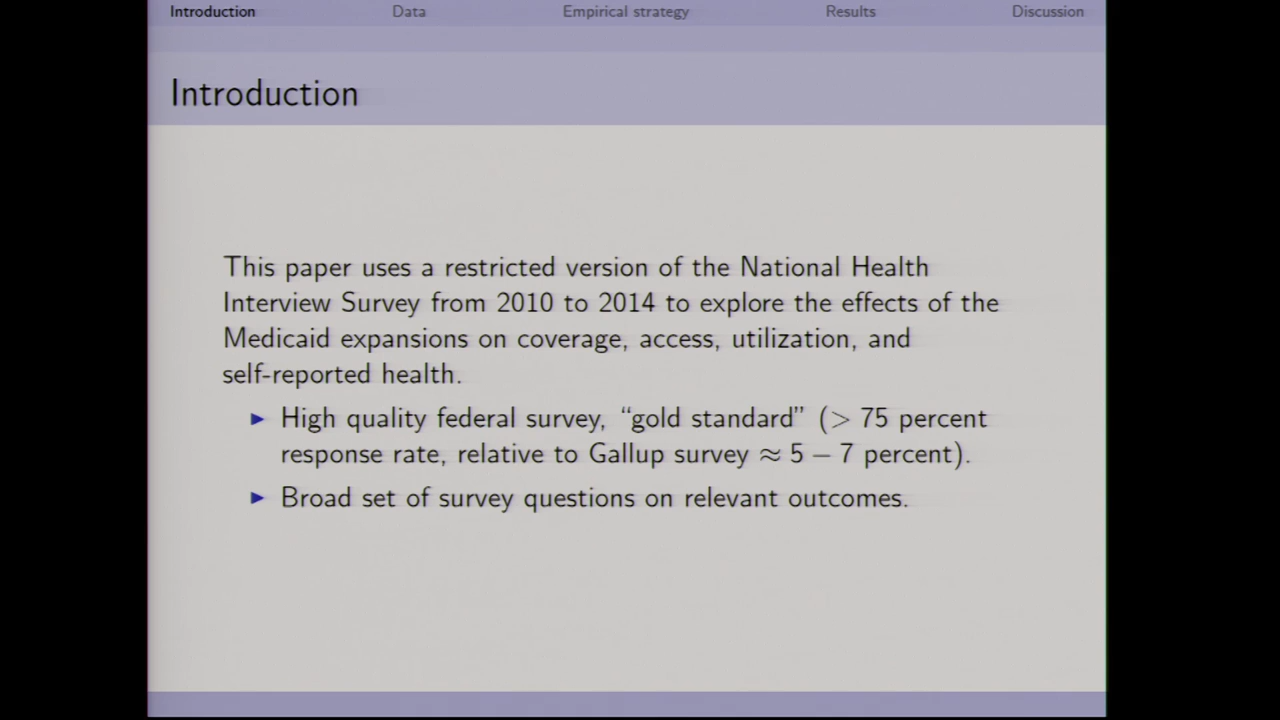 Introduction Data Empirical strategy Results Discussion
Introduction
This paper uses a restricted version of the National Health
Interview Survey from 2010 to 2014 to explore the effects of the
Medicaid expansions on coverage, access, utilization, and
self-reported health.
▶ High quality federal survey, “gold standard” (> 75 percent
response rate, relative to Gallup survey ≈ 5 − 7 percent).
▶ Broad set of survey questions on relevant outcomes.